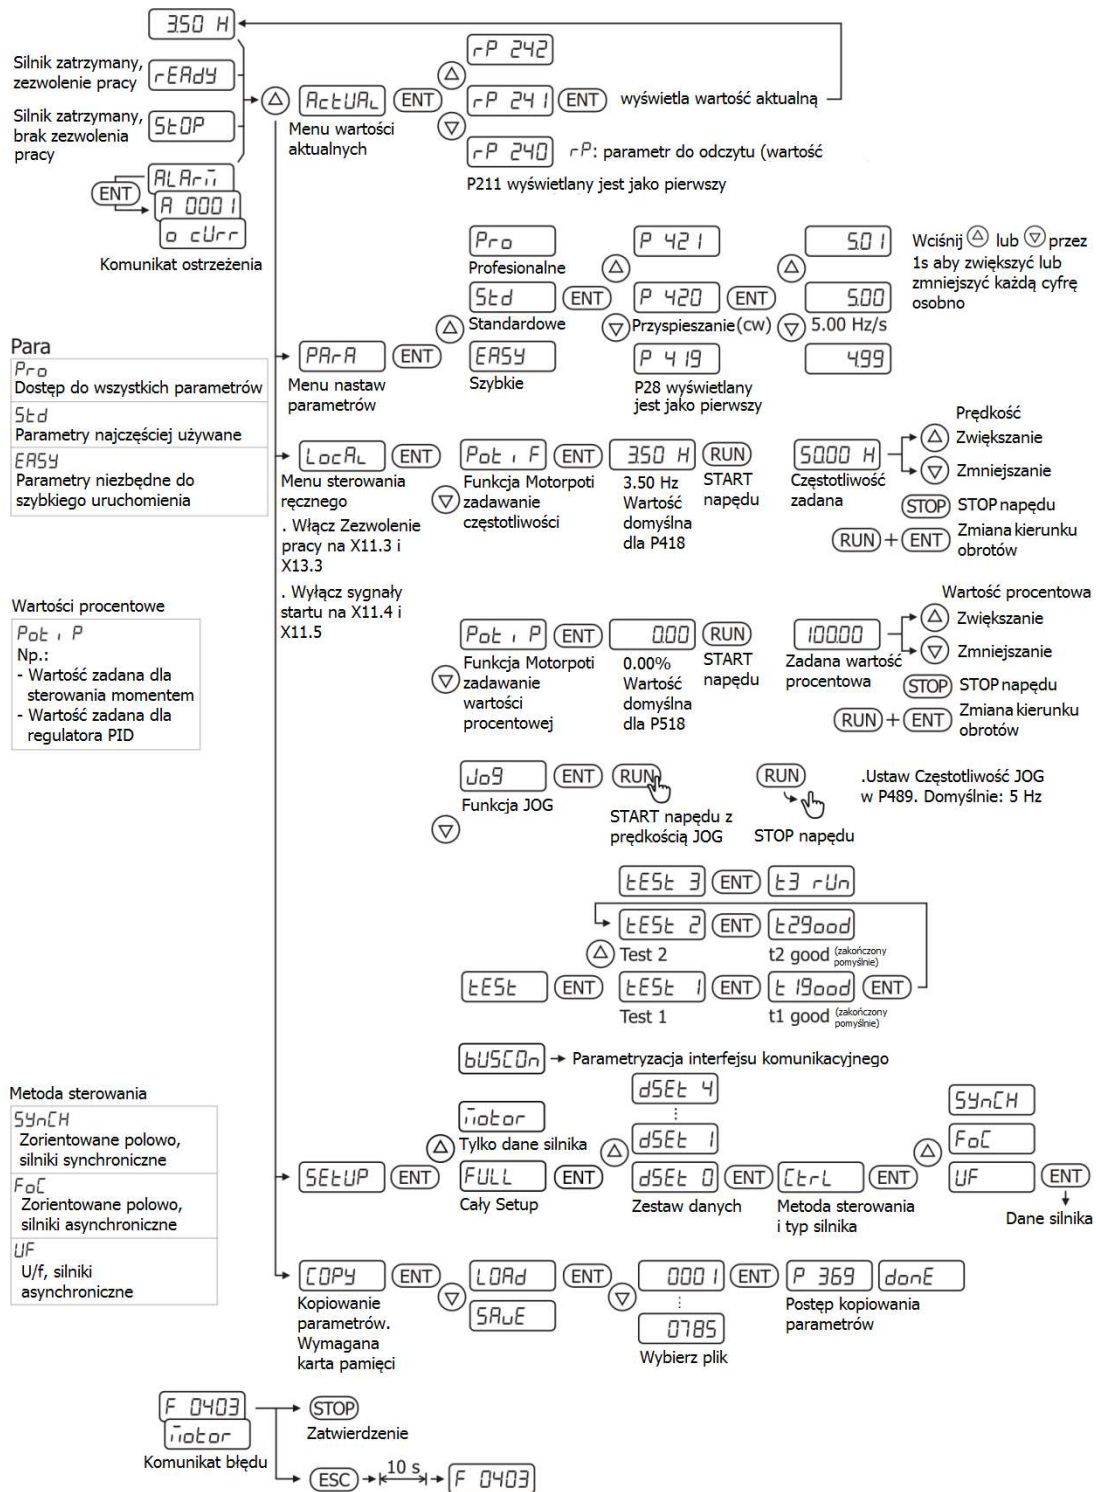 3.50 H
Silnik zatrzymany,
zezwolenie pracy
rEAdy
Silnik zatrzymany,
brak zezwolenia
pracy
StOP
ENT
ALArm
A 0001
o cUrr
Komunikat ostrzeżenia
ActUAL
ENT
Menu wartości
aktualnych
rP 242
rP 241
ENT
wyświetla wartość aktualną
rP 240
rP: parametr do odczytu (wartość
P211 wyświetlany jest jako pierwszy
Para
Pro
Dostęp do wszystkich parametrów
Std
Parametry najczęściej używane
EASY
Parametry niezbędne do
szybkiego uruchomienia
PArA
ENT
Menu nastaw
parametrów
Pro
Profesionalne
Std
ENT
Standardowe
EASY
Szybkie
P 421
P 420
ENT
Przyspieszanie(cw)
P 419
P28 wyświetlany
jest jako pierwszy
5.01
5.00
5.00 Hz/s
4.99
Wciśnij lub przez
1s aby zwiększyć lub
zmniejszyć każdą cyfrę
osobno
LocAL
ENT
Menu sterowania
ręcznego
. Włącz Zezwolenie
pracy na X11.3 i
X13.3
. Wyłącz sygnały
startu na X11.4 i
X11.5
Poti F
ENT
Funkcja Motorpoti
zadawanie
częstotliwości
3.50 H
RUN
3.50 Hz
Wartość
domyślna
dla P418
START
napędu
50.00 H
Częstotliwość
zadana
Prędkość
Zwiększanie
Zmniejszanie
STOP
STOP napędu
RUN + ENT
Zmiana kierunku
obrotów
Wartości procentowe
Poti P
Np.:
- Wartość zadana dla
sterowania momentem
- Wartość zadana dla
regulatora PID
Poti P
ENT
Funkcja Motorpoti
zadawanie
wartości
procentowej
0.00
RUN
0.00%
Wartość
domyślna
dla P518
START
napędu
100.00
Zadana wartość
procentowa
Wartość procentowa
Zwiększanie
Zmniejszanie
STOP
STOP napędu
RUN + ENT
Zmiana kierunku
obrotów
Jog
ENT
RUN
Funkcja JOG
START napędu z
prędkością JOG
RUN
STOP napędu
.Ustaw Częstotliwość JOG
w P489. Domyślnie: 5 Hz
tESt 3
ENT
t3 rUn
tESt 2
ENT
t2good
Test 2
t2 good (zakończony
pomyślnie)
tESt
ENT
tESt 1
ENT
t1good
ENT
Test 1
t1 good (zakończony
pomyślnie)
bUSCOn
Parametryzacja interfejsu komunikacyjnego
Metoda sterowania
SYnCH
Zorientowane polowo,
silniki synchroniczne
FoC
Zorientowane polowo,
silniki asynchroniczne
UF
U/f, silniki
asynchroniczne
SEtUP
ENT
motor
Tylko dane silnika
FULL
ENT
Cały Setup
dSEt 4
dSEt 1
dSEt 0
ENT
Zestaw danych
CtrL
ENT
Metoda sterowania
i typ silnika
SYnCH
FoC
UF
ENT
Dane silnika
COPY
ENT
Kopiowanie
parametrów.
Wymagana
karta pamięci
LOAd
ENT
SAvE
0001
ENT
0785
Wybierz plik
P 369
donE
Postęp kopiowania
parametrów
F 0403
motor
Komunikat błędu
STOP
Zatwierdzenie
ESC
10 s
F 0403